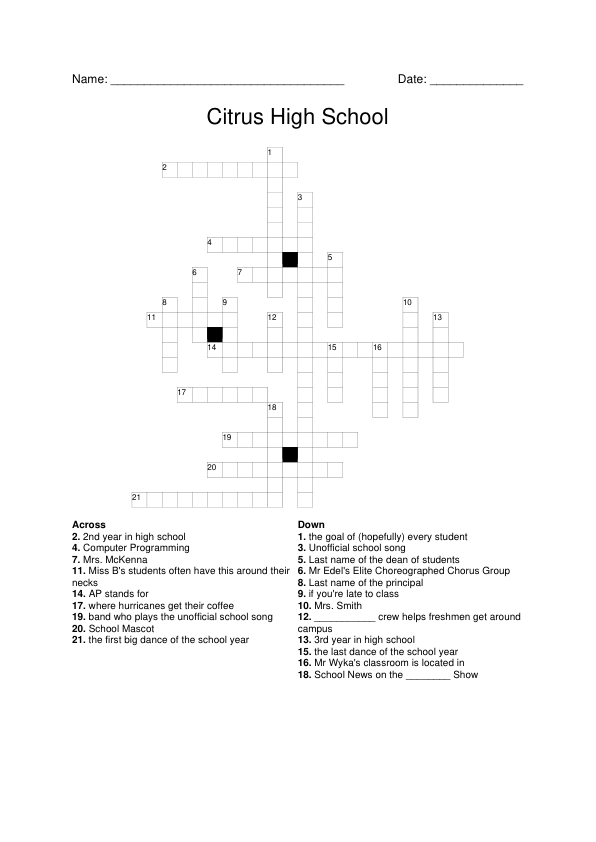 Name: ___________________________________ Date: ______________
Citrus High School
1
2
3
4
5
6 7
8 9 10
11 12 13
14 15 16
17
18
19
20
21
Across
2. 2nd year in high school
4. Computer Programming
7. Mrs. McKenna
11. Miss B's students often have this around their
necks
14. AP stands for
17. where hurricanes get their coffee
19. band who plays the unofficial school song
20. School Mascot
21. the first big dance of the school year
Down
1. the goal of (hopefully) every student
3. Unofficial school song
5. Last name of the dean of students
6. Mr Edel's Elite Choreographed Chorus Group
8. Last name of the principal
9. if you're late to class
10. Mrs. Smith
12. ___________ crew helps freshmen get around
campus
13. 3rd year in high school
15. the last dance of the school year
16. Mr Wyka's classroom is located in
18. School News on the ________ Show